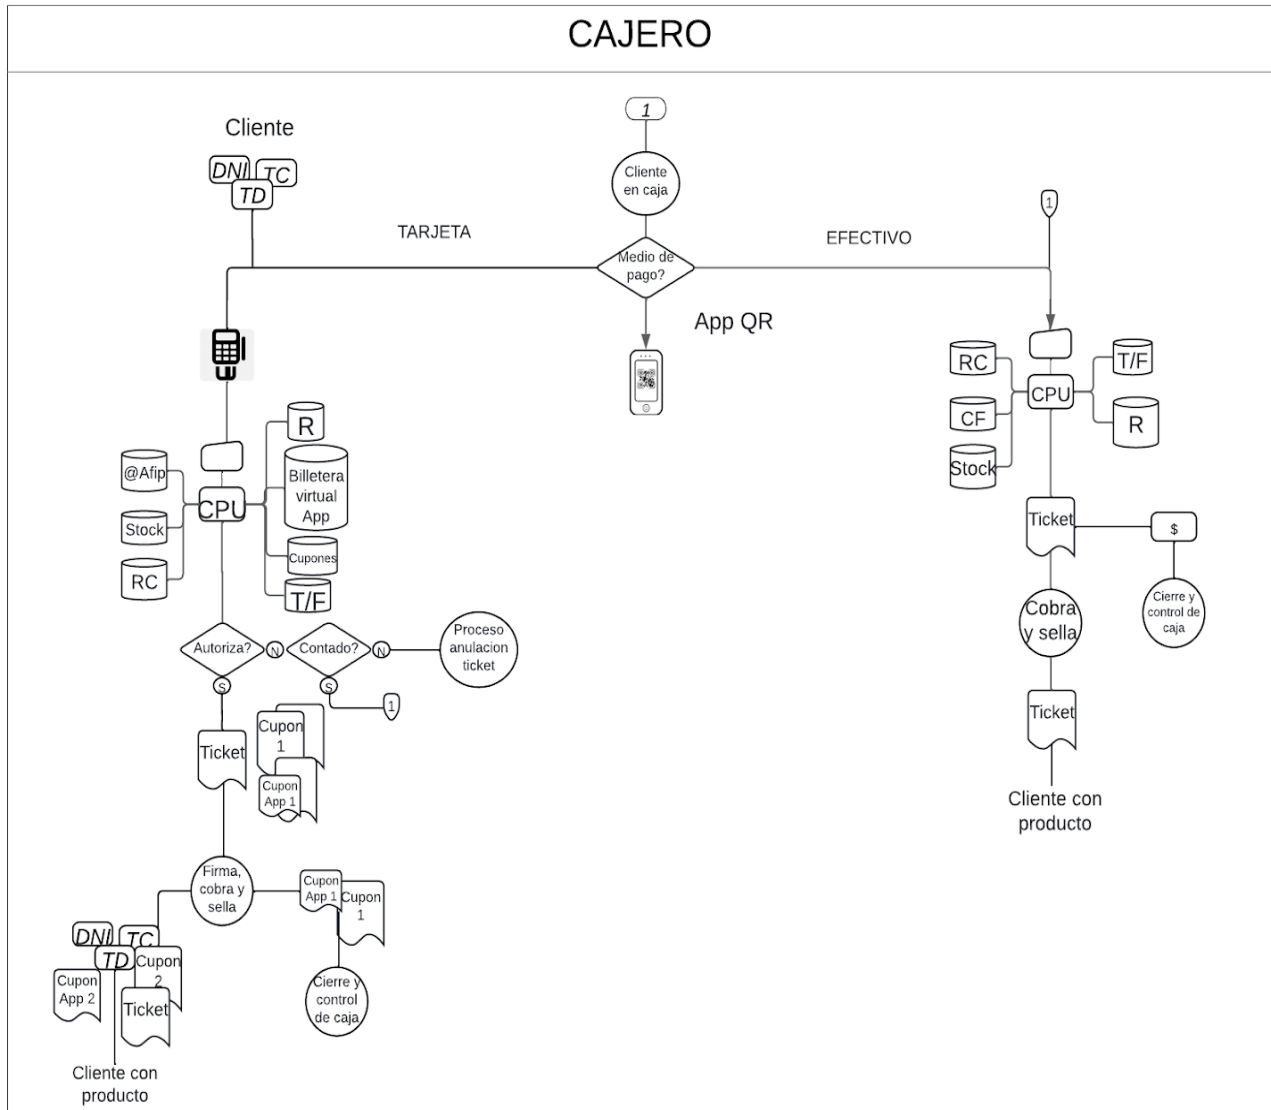 CAJERO
1
Cliente
en caja
Medio de
pago?
Cliente
DNI
TC
TD
TARJETA
EFECTIVO
1
App QR
@Afip
Stock
RC
CPU
R
Billetera
virtual
App
Cupones
T/F
Autoriza?
N
Contado?
N
Proceso
anulacion
ticket
S
S
1
Ticket
Cupon
1
Cupon
App 1
Firma,
cobra y
sella
Cupon
App 1
Cupon
1
Cierre y
control
de caja
DNI
TC
TD
Cupon
2
Cupon
App 2
Ticket
Cliente con
producto
RC
CF
Stock
CPU
T/F
R
Ticket
$
Cierre y
control de
caja
Cobra
y sella
Ticket
Cliente con
producto